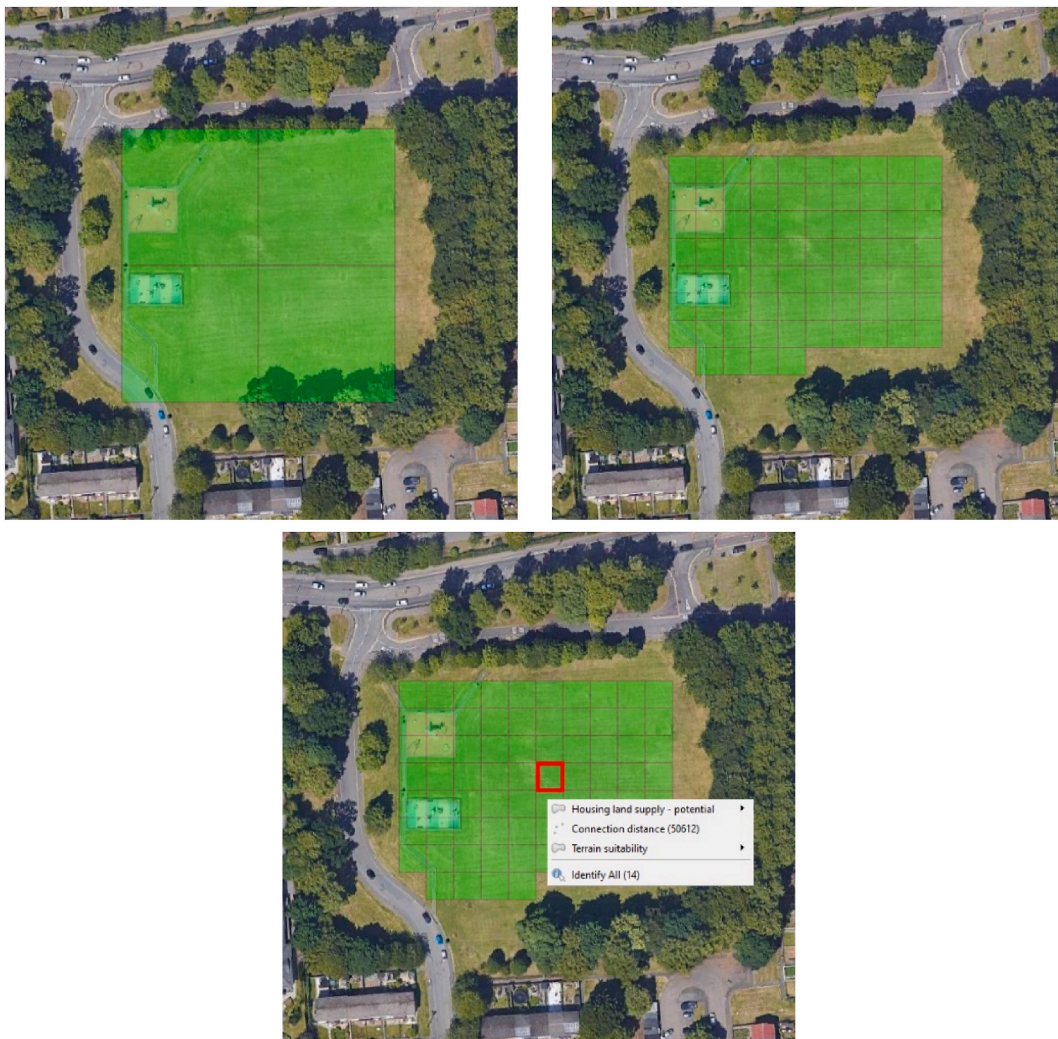 Housing land supply - potential
Connection distance (50612)
Terrain suitability
Identify All (14)